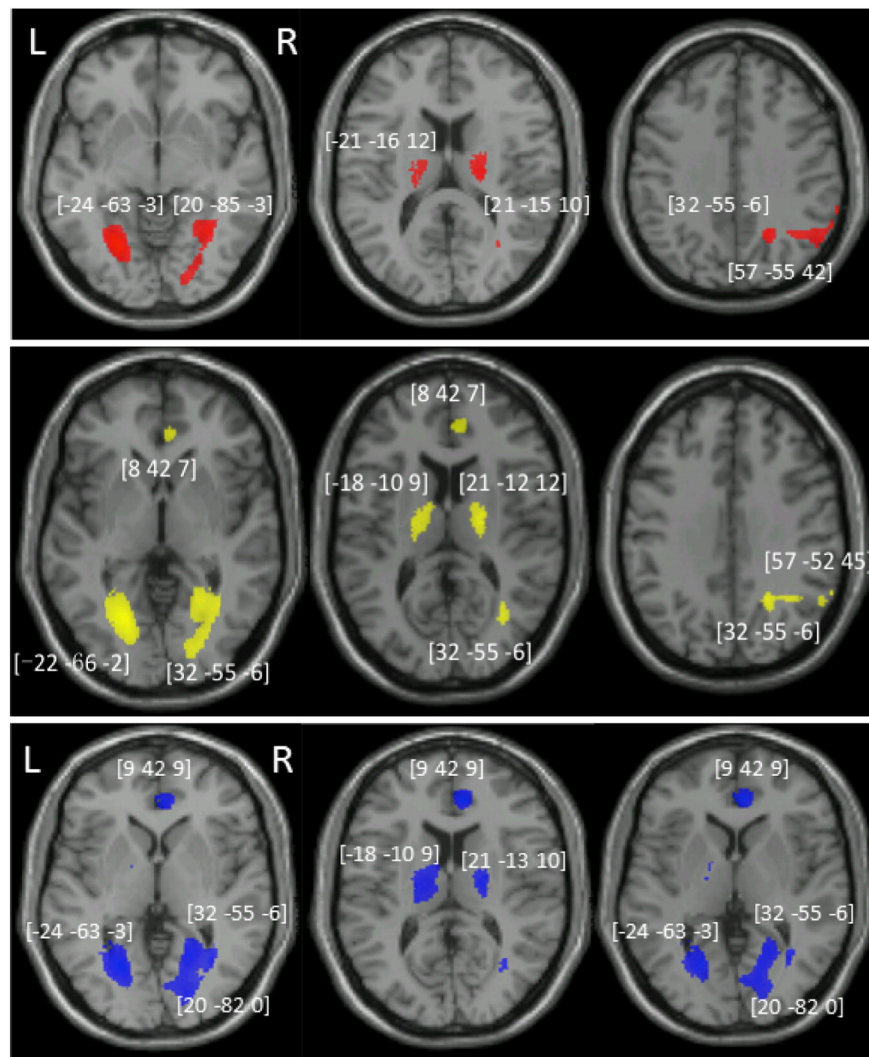 L R
[-21 -16 12]
[-24 -63 -3] [20 -85 -3] [21 -15 10] [32 -55 -6]
[57 -55 42]
[8 42 7]
[8 42 7] [-18 -10 9] [21 -12 12]
[57 -52 45]
[-22 -66 -2] [32 -55 -6] [32 -55 -6] [32 -55 -6]
L R
[9 42 9] [9 42 9] [9 42 9]
[-18 -10 9] [21 -13 10]
[32 -55 -6] [32 -55 -6]
[-24 -63 -3] [-24 -63 -3]
[20 -82 0] [20 -82 0]